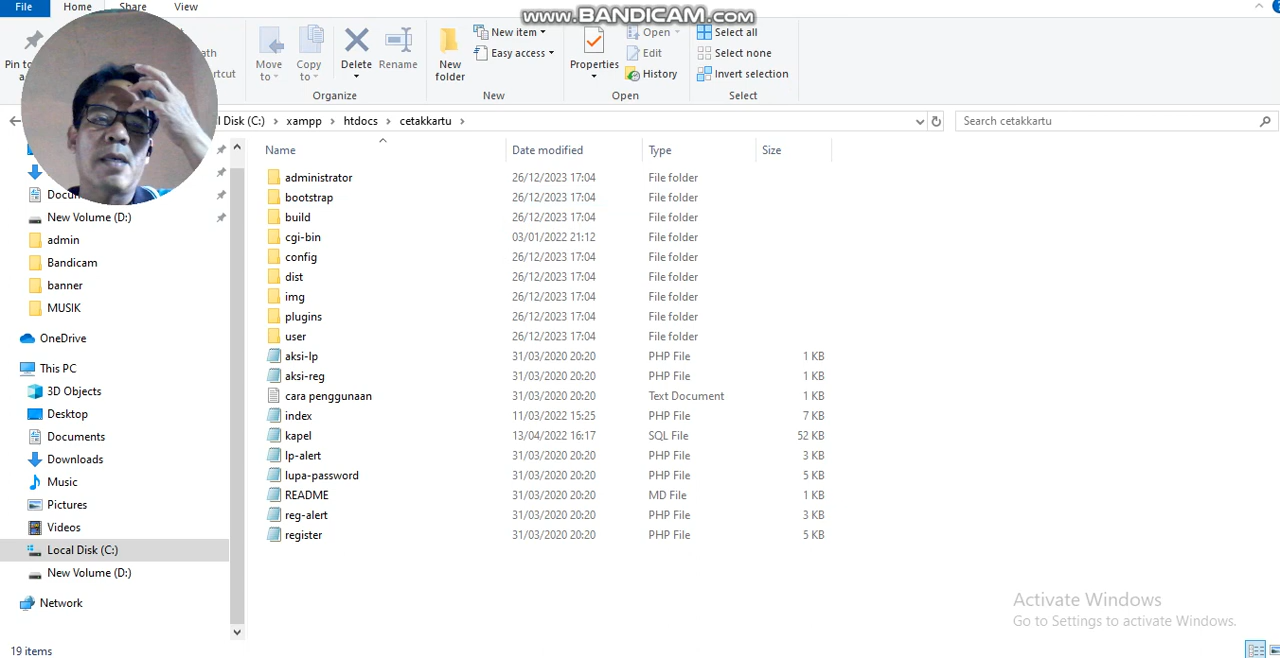 www.BANDICAM.com
File Home Share View
Pin to
Move to
Copy to
Delete
Rename
New folder
New item
Easy access
Properties
Open
Edit
History
Select all
Select none
Invert selection
Organize New Open Select
Disk (C:) xampp htdocs cetakkartu
Search cetakkartu
Name Date modified Type Size
administrator 26/12/2023 17:04 File folder
bootstrap 26/12/2023 17:04 File folder
build 26/12/2023 17:04 File folder
cgi-bin 03/01/2022 21:12 File folder
config 26/12/2023 17:04 File folder
dist 26/12/2023 17:04 File folder
img 26/12/2023 17:04 File folder
plugins 26/12/2023 17:04 File folder
user 26/12/2023 17:04 File folder
aksi-lp 31/03/2020 20:20 PHP File 1 KB
aksi-reg 31/03/2020 20:20 PHP File 1 KB
cara penggunaan 31/03/2020 20:20 Text Document 1 KB
index 11/03/2022 15:25 PHP File 7 KB
kapel 13/04/2022 16:17 SQL File 52 KB
lp-alert 31/03/2020 20:20 PHP File 3 KB
lupa-password 31/03/2020 20:20 PHP File 5 KB
README 31/03/2020 20:20 MD File 1 KB
reg-alert 31/03/2020 20:20 PHP File 3 KB
register 31/03/2020 20:20 PHP File 5 KB
New Volume (D:)
admin
Bandicam
banner
MUSIK
OneDrive
This PC
3D Objects
Desktop
Documents
Downloads
Music
Pictures
Videos
Local Disk (C:)
New Volume (D:)
Network
Activate Windows
Go to Settings to activate Windows.
19 items